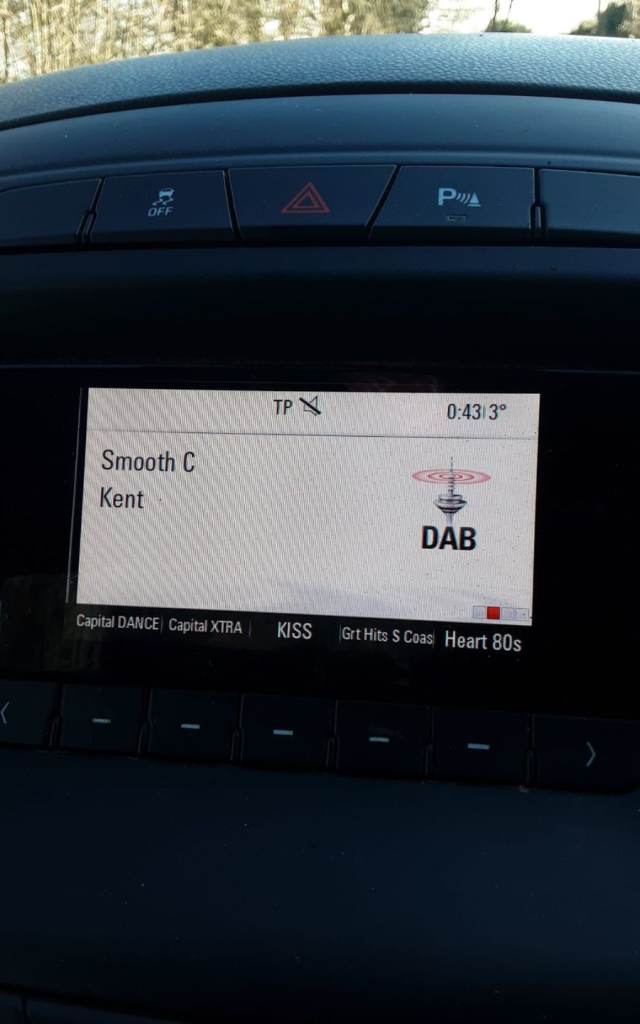 OFF
P
TP 0:43 3°
Smooth C
Kent
DAB
Capital DANCE Capital XTRA KISS Grt Hits S Coas Heart 80s